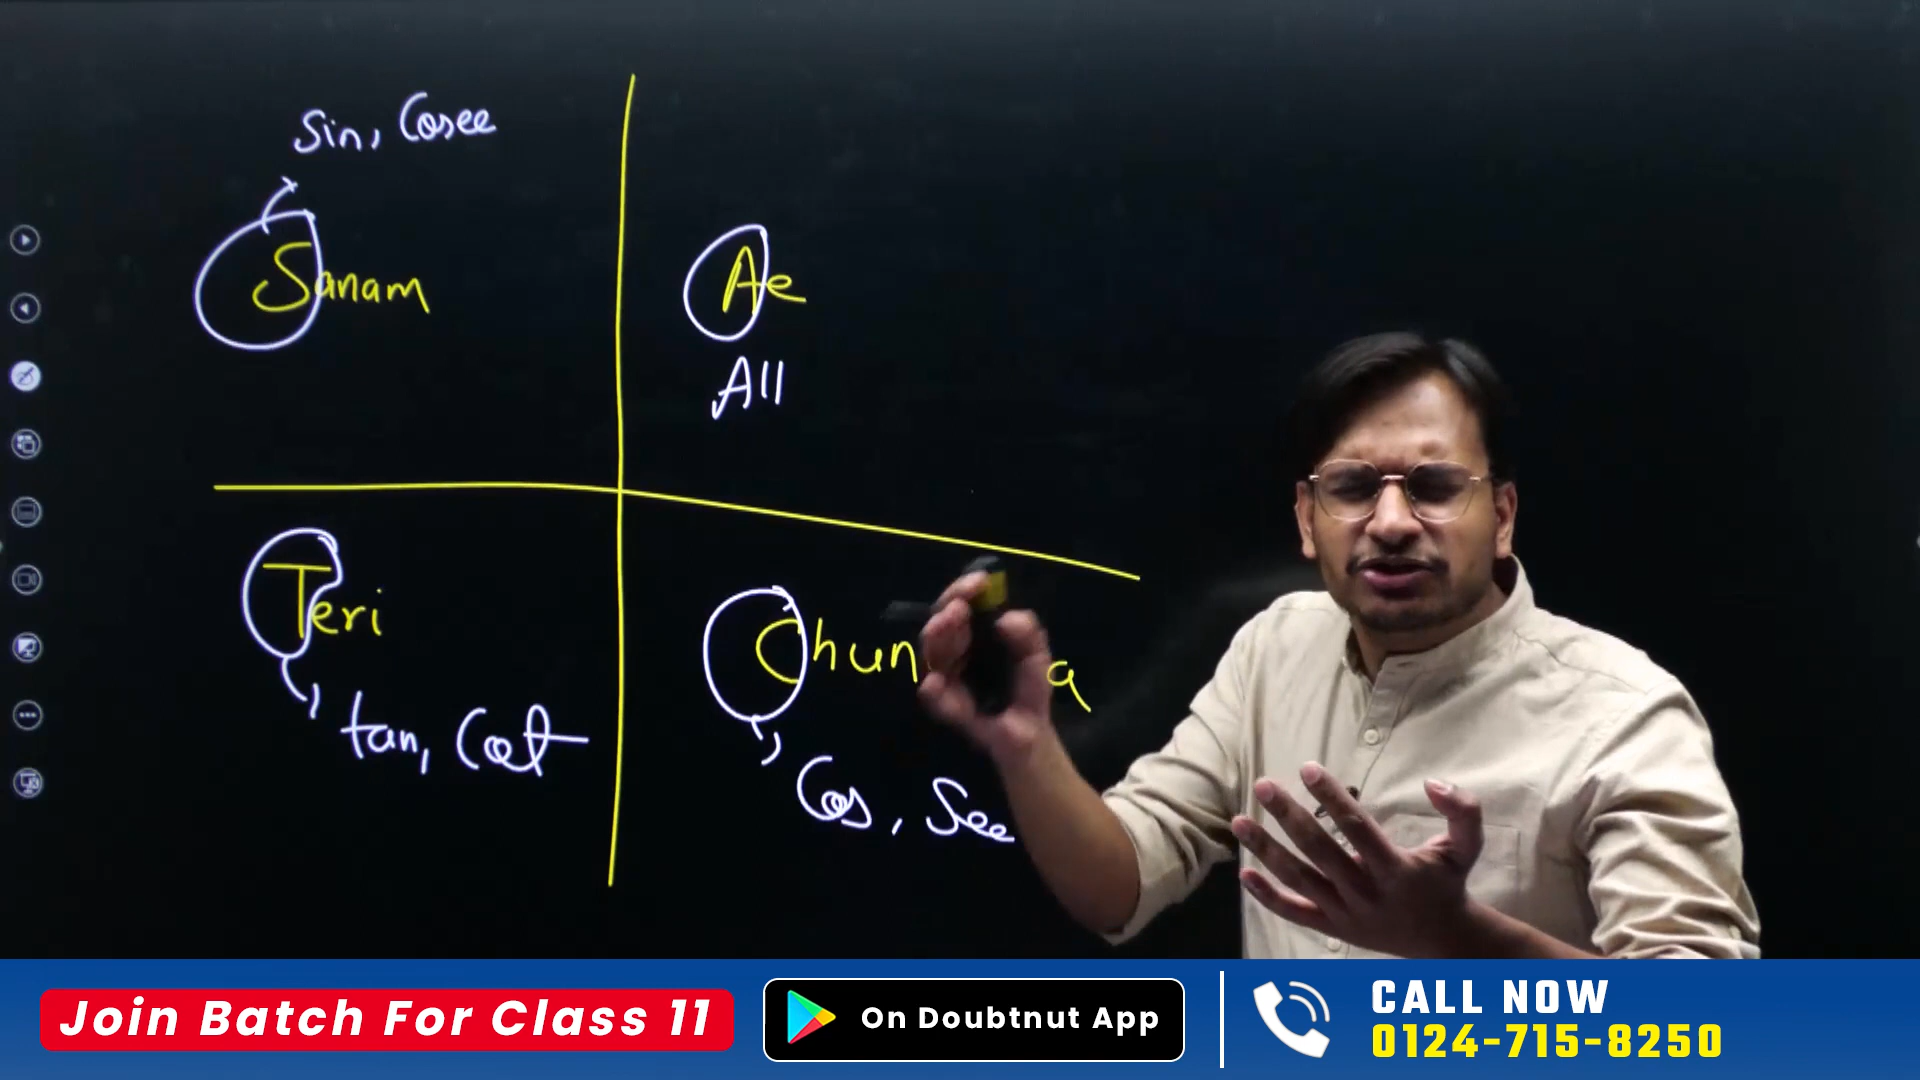 Sin, Cosec
Sanam
Ae
All
Teri
tan, Cot
Cos, Sec
Join Batch For Class 11
On Doubtnut App
CALL NOW
0124-715-8250